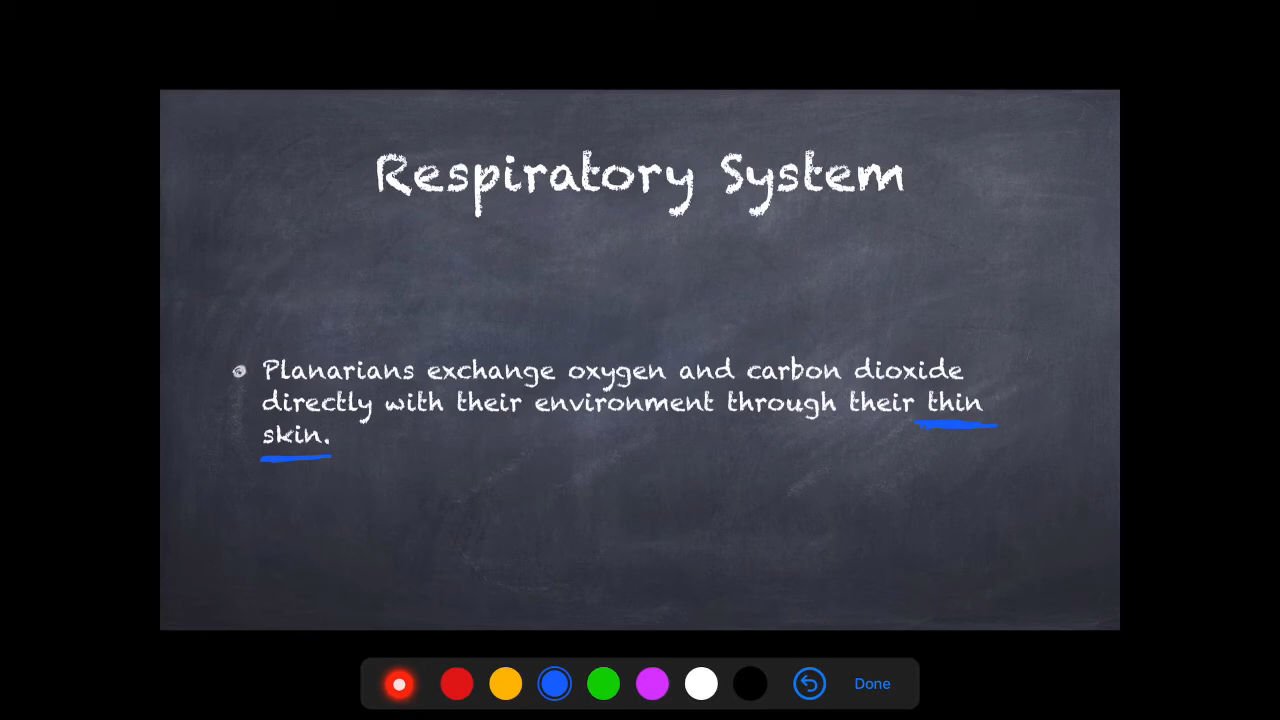 Respiratory System
Planarians exchange oxygen and carbon dioxide
directly with their environment through their thin
skin.
Done